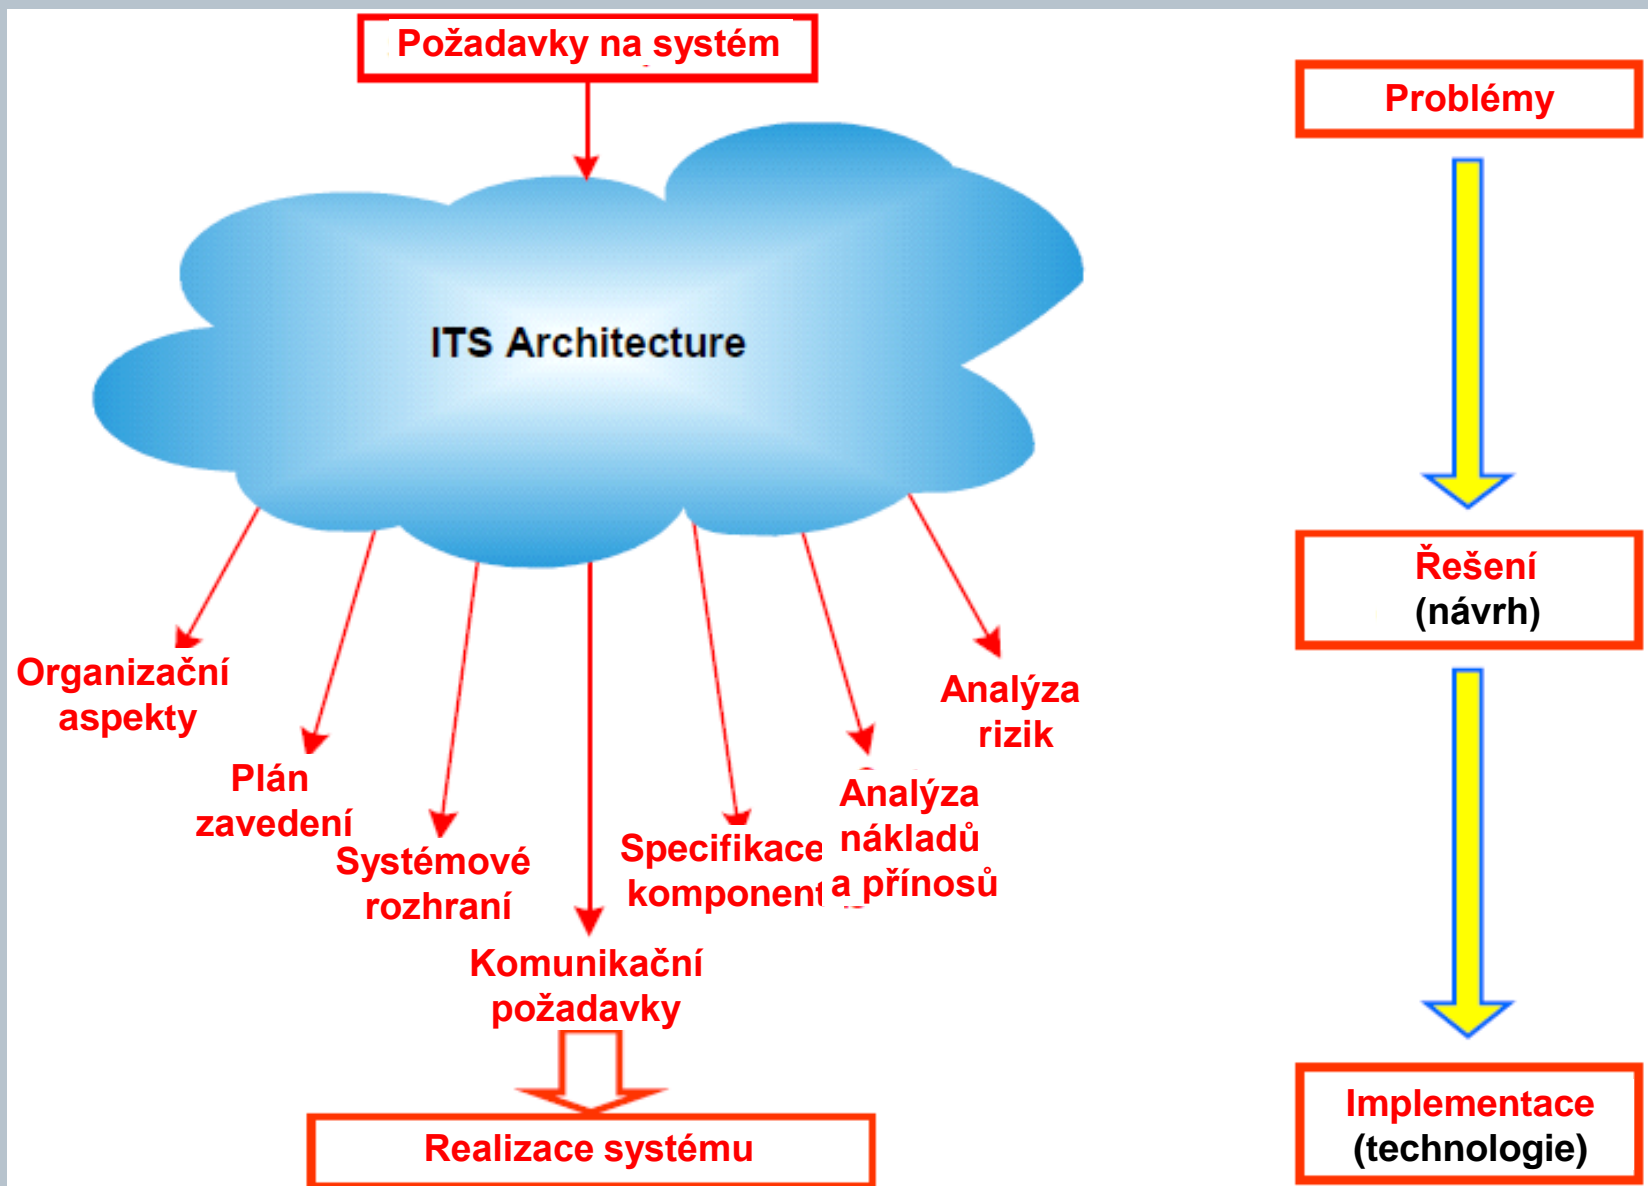 Požadavky na systém
Problémy
ITS Architecture
Řešení
(návrh)
Organizační
aspekty
Plán
zavedení
Systémové
rozhraní
Komunikační
požadavky
Specifikace
komponent
Analýza
nákladů
a přínosů
Analýza
rizik
Realizace systému
Implementace
(technologie)